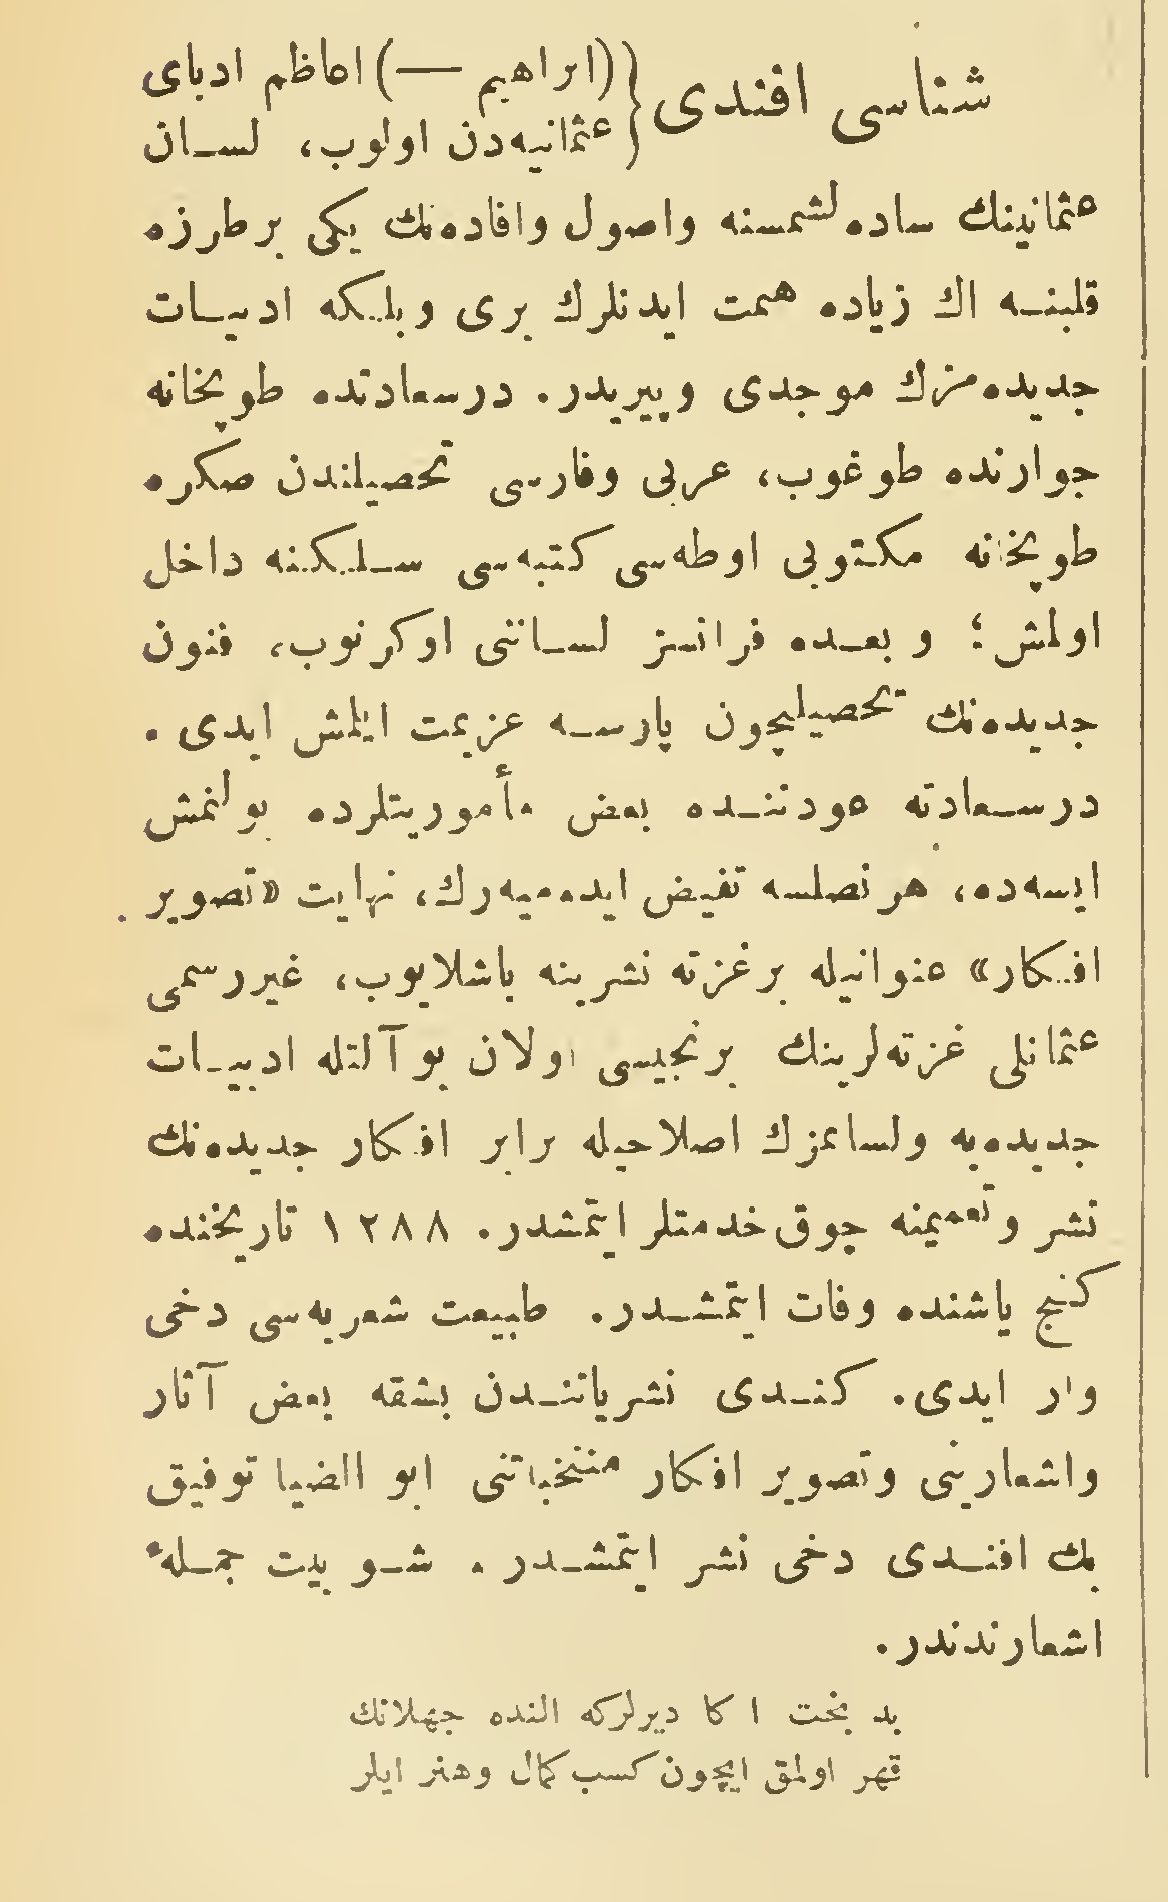 شناسی افندی { (ابراهیم —) اعاظم ادبای
عثمانیه‌دن اولوب، لسان
عثمانینك ساده‌لشمسنه واصول وافاده‌نك یكی برطرزه
قلبنه اك زیاده همت ایدنلرك بری وبلكه ادبیات
جدیده‌مزك موجدی وپیریدر. درسعادتده طوپخانه
جوارنده طوغوب، عربی وفارسی تحصیلندن صكره
طوپخانه مكتوبی اوطه‌سی كتبه‌سی سلكنه داخل
اولمش؛ وبعده فرانسز لساننی اوكرنوب، فنون
جدیده‌نك تحصیلیچون پارسه عزیمت ایلمش ایدی.
درسعادته عودتنده بعض مأموریتلرده بولنمش
ایسه‌ده، هر نصلسه تفیض ایده‌میه‌رك، نهایت «تصویر
افكار» عنوانیله برغزته نشرینه باشلایوب، غیررسمی
عثمانلی غزته‌لرینك برنجیسی اولان بوآلتله ادبیات
جدیده‌یه ولسانمزك اصلاحیله برابر افكار جدیده‌نك
نشر وتعمیمنه چوق خدمتلر ایتمشدر. ١٢٨٨ تاریخنده
كنج یاشنده وفات ایتمشدر. طبیعت شعریه‌سی دخی
وار ایدی. كندی نشریاتندن بشقه بعض آثار
واشعارینی وتصویر افكار منتخباتنی ابو الضیا توفیق
بك افندی دخی نشر ایتمشدر. شو بیت جملهٔ
اشعارندندر.
بد بخت اكا دیرلركه النده جهلانك
قهر اولمق ایچون كسب كمال وهنر ایلر